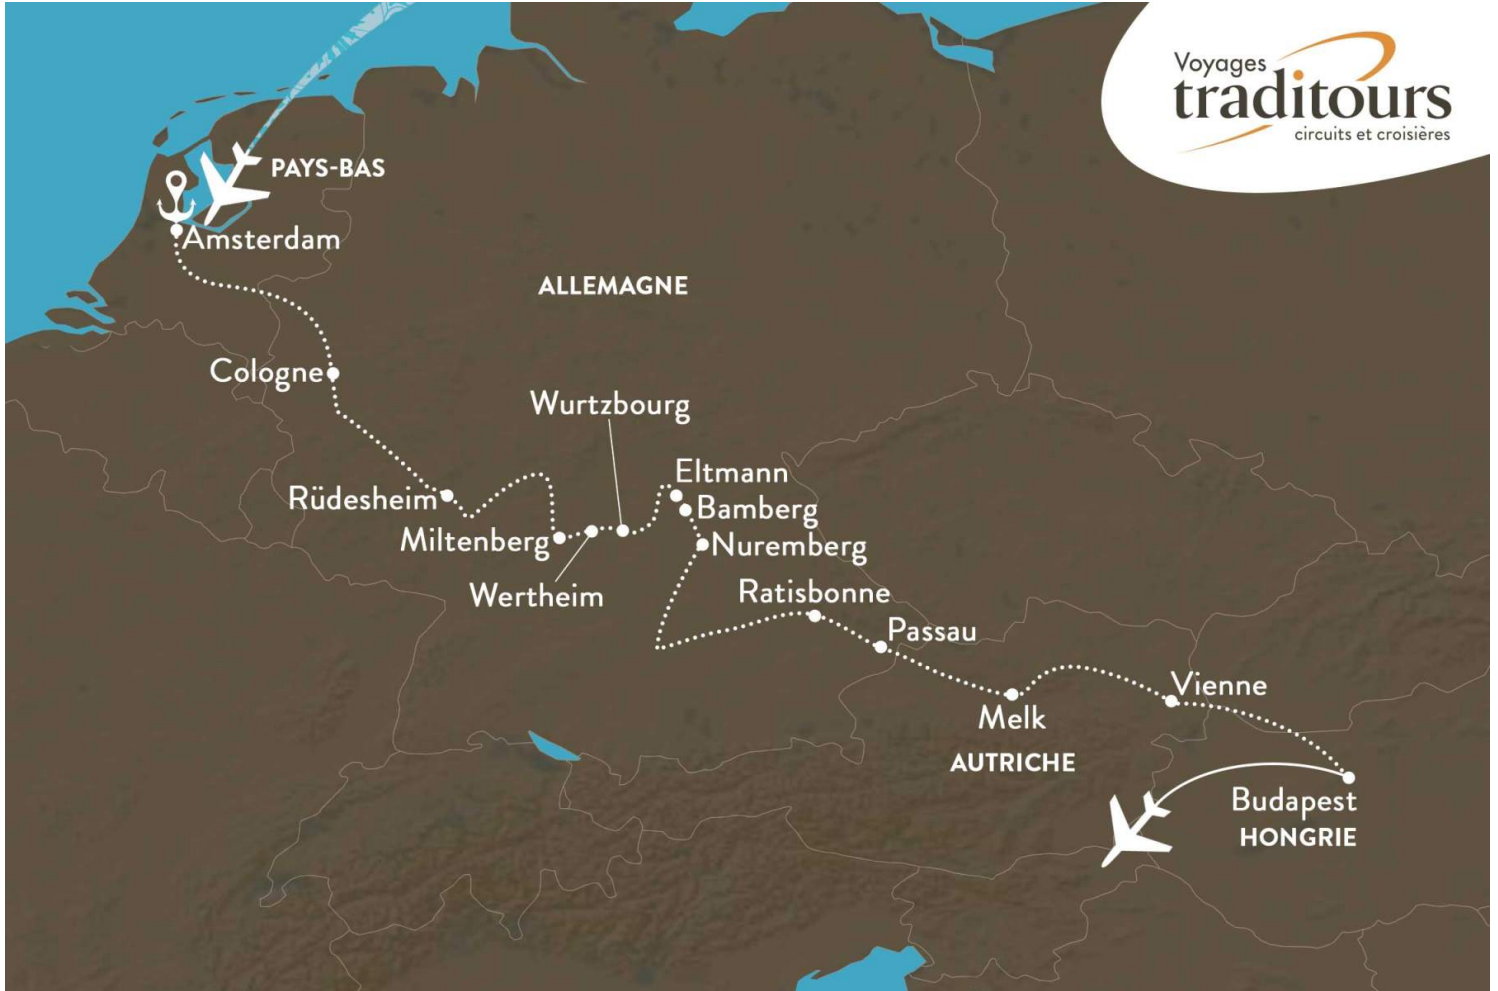 Voyages
traditours
circuits et croisières
PAYS-BAS
Amsterdam
ALLEMAGNE
Cologne
Wurtzbourg
Eltmann
Rüdesheim
Bamberg
Miltenberg
Nuremberg
Wertheim
Ratisbonne
Passau
Vienne
Melk
AUTRICHE
Budapest
HONGRIE